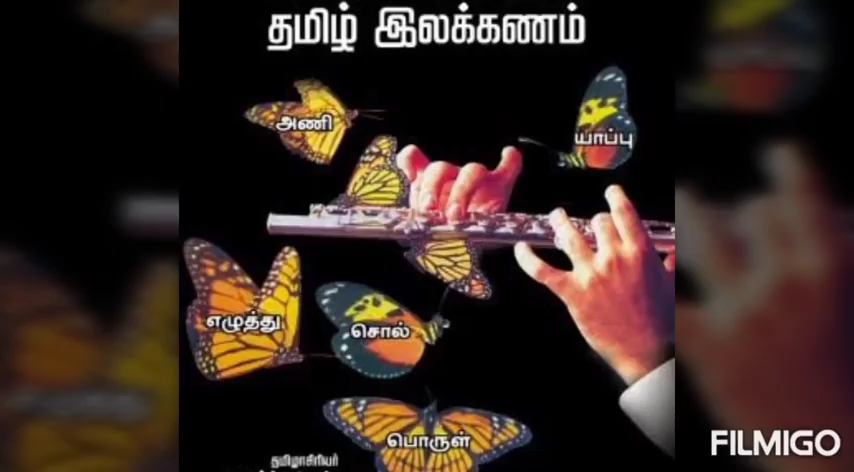 தமிழ் இலக்கணம்
அணி
யாப்பு
எழுத்து
சொல்
பொருள்
தமிழாசிரியர்
FILMIGO